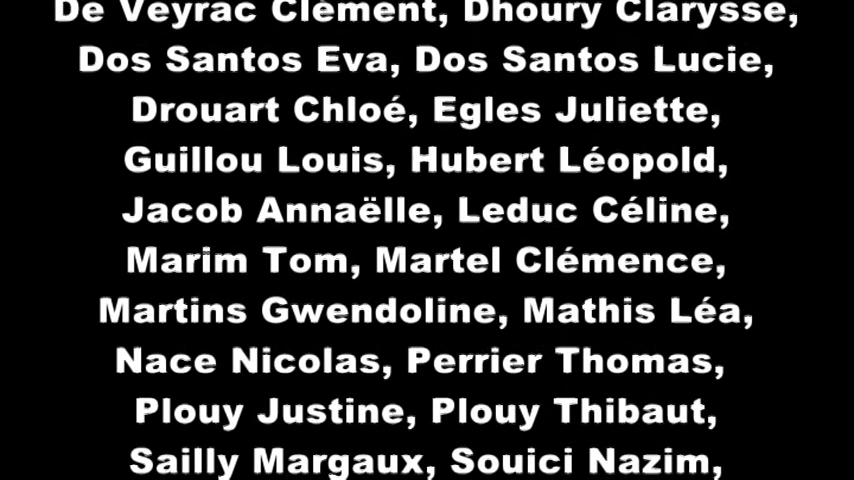 De Veyrac Clément, Dhoury Clarysse,
Dos Santos Eva, Dos Santos Lucie,
Drouart Chloé, Egles Juliette,
Guillou Louis, Hubert Léopold,
Jacob Annaëlle, Leduc Céline,
Marim Tom, Martel Clémence,
Martins Gwendoline, Mathis Léa,
Nace Nicolas, Perrier Thomas,
Plouy Justine, Plouy Thibaut,
Sailly Margaux, Souici Nazim,